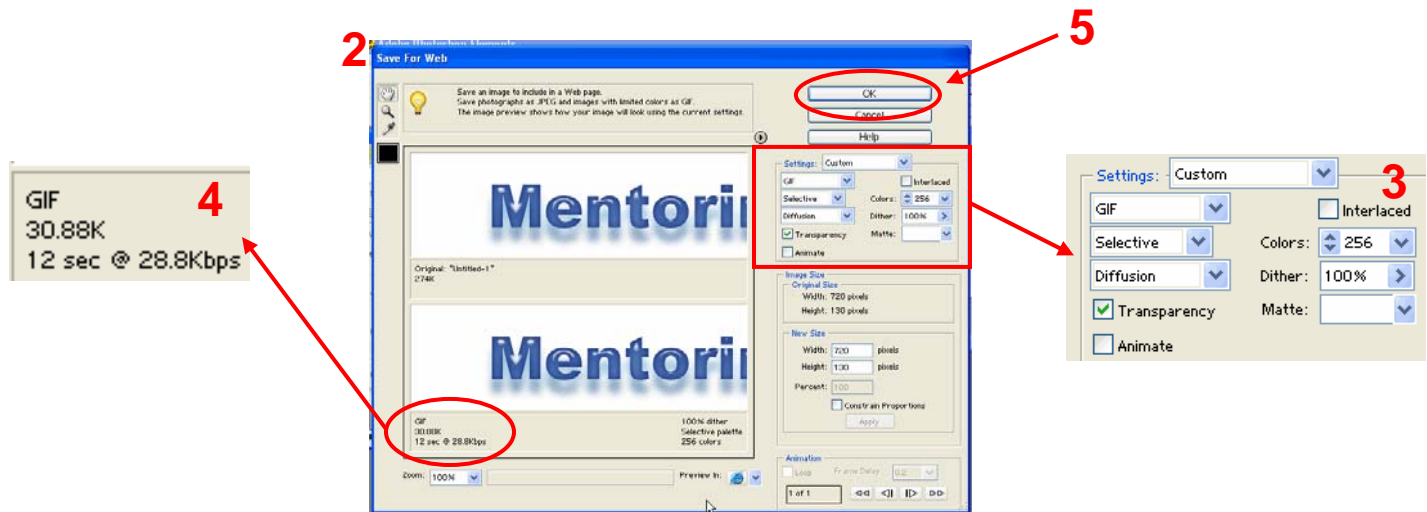 2
5
Adobe Photoshop Elements
Save For Web
Save an image to include in a Web page.
Save photographs as JPEG and images with limited colors as GIF.
The image preview shows how your image will look using the current settings.
OK
Cancel
Help
Settings: Custom
GIF
Interlaced
Selective
Colors: 256
Diffusion
Dither: 100%
Transparency
Matte:
Animate
Mentori
Original: "Untitled-1"
274K
Image Size
Original Size
Width: 720 pixels
Height: 130 pixels
New Size
Width: 720 pixels
Height: 130 pixels
Percent: 100
Constrain Proportions
Apply
Mentori
GIF
30.88K
12 sec @ 28.8Kbps
100% dither
Selective palette
256 colors
Zoom: 100%
Preview In:
Animation
Loop
Frame Delay: 0.2
1 of 1
4
GIF
30.88K
12 sec @ 28.8Kbps
3
Settings: Custom
GIF
Interlaced
Selective
Colors: 256
Diffusion
Dither: 100%
Transparency
Matte:
Animate